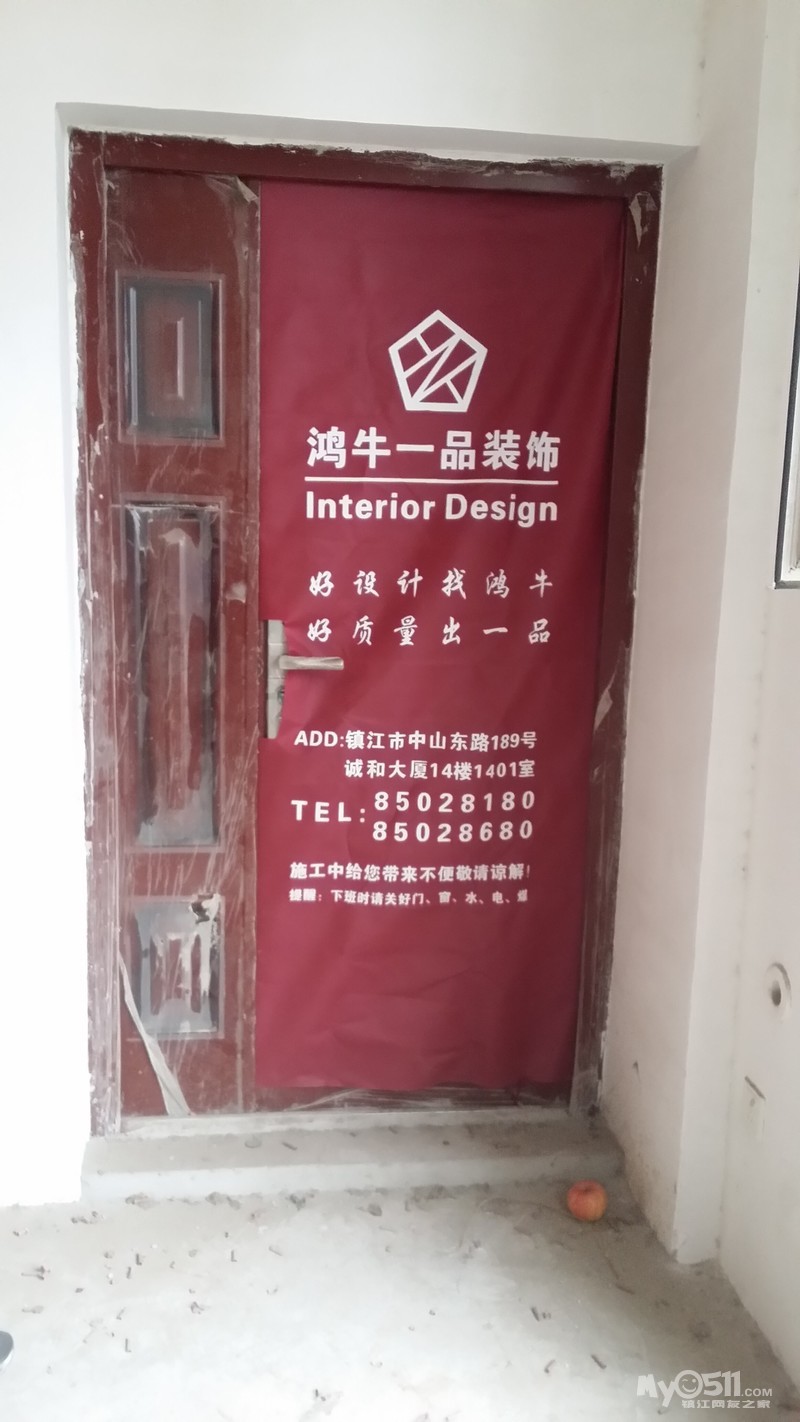 鸿牛一品装饰
Interior Design
好设计找鸿牛
好质量出一品
ADD:镇江市中山东路189号
诚和大厦14楼1401室
TEL:85028180
85028680
施工中给您带来不便敬请谅解!
提醒：下班时请关好门、窗、水、电、煤
MyO511.COM
镇江网友之家